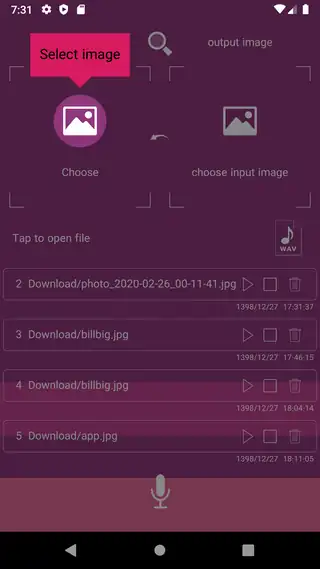 7:31
Select image
output image
Choose
choose input image
Tap to open file
WAV
2 Download/photo_2020-02-26_00-11-41.jpg
1398/12/27 17:31:37
3 Download/billbig.jpg
1398/12/27 17:46:15
4 Download/billbig.jpg
1398/12/27 18:04:14
5 Download/app.jpg
1398/12/27 18:11:05